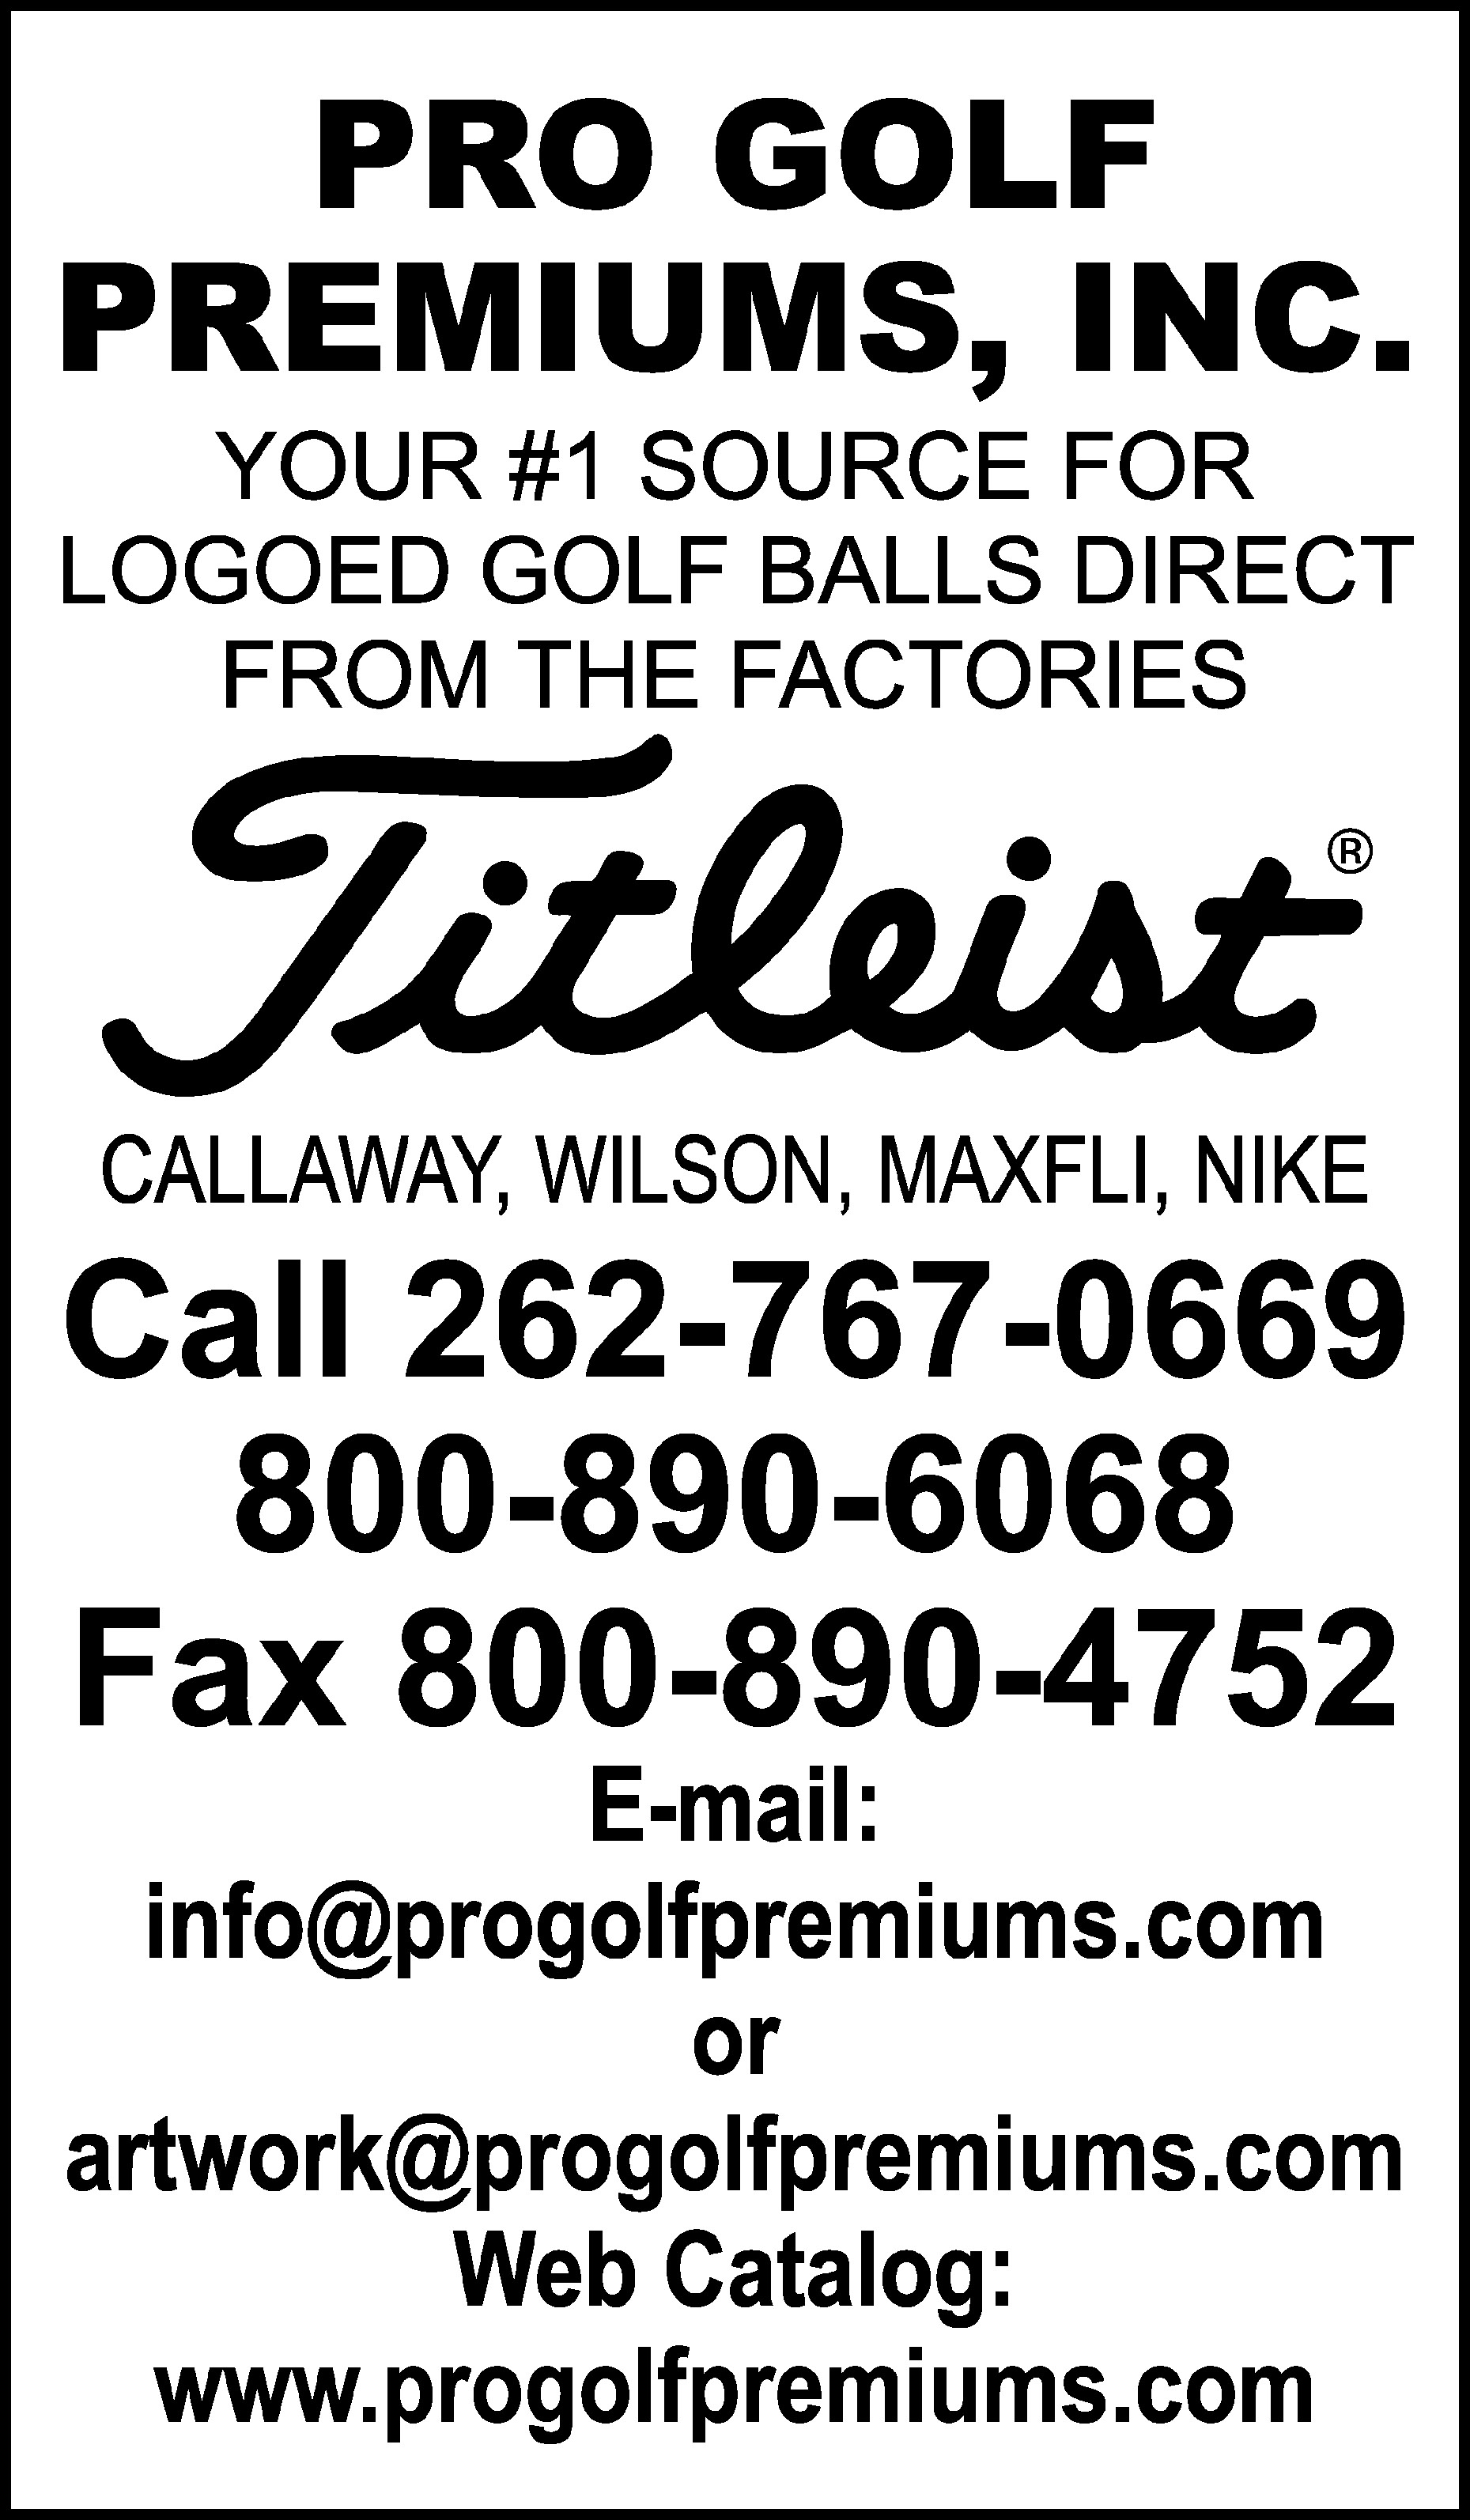 PRO GOLF
PREMIUMS, INC.
YOUR #1 SOURCE FOR
LOGOED GOLF BALLS DIRECT
FROM THE FACTORIES
Titleist®
CALLAWAY, WILSON, MAXFLI, NIKE
Call 262-767-0669
800-890-6068
Fax 800-890-4752
E-mail:
info@progolfpremiums.com
or
artwork@progolfpremiums.com
Web Catalog:
www.progolfpremiums.com